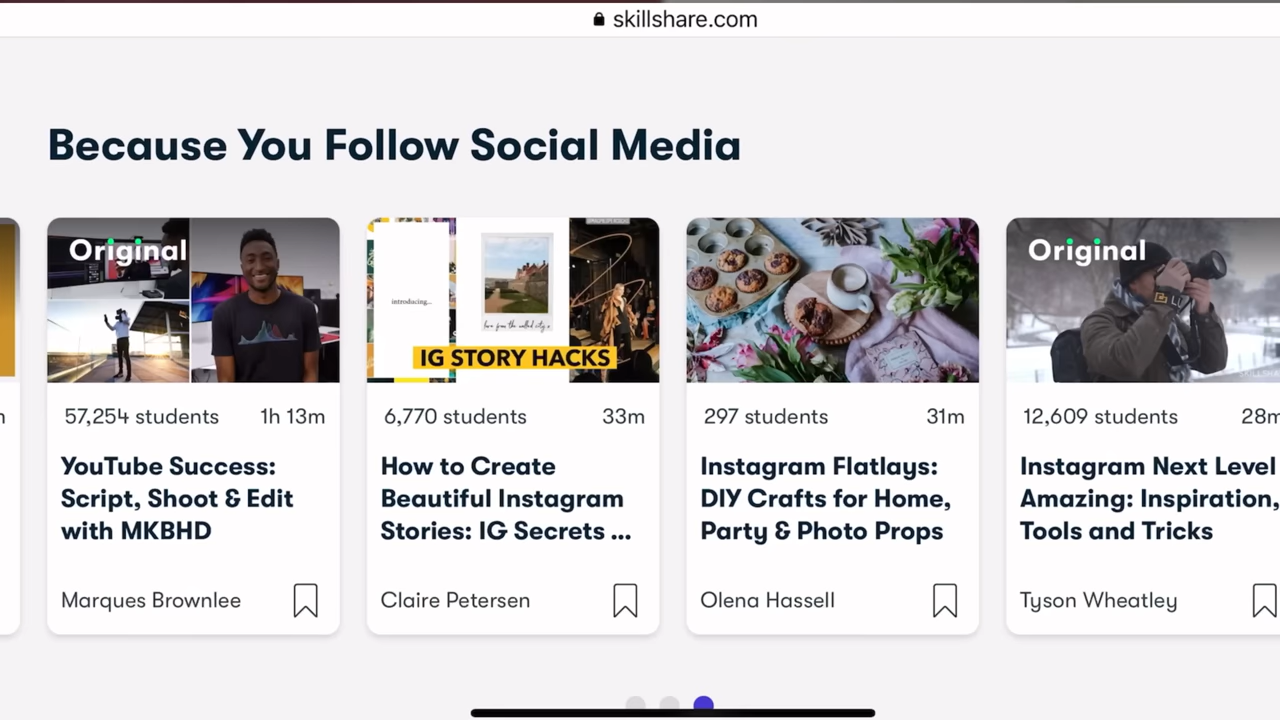 skillshare.com
Because You Follow Social Media
Original
introducing...
IG STORY HACKS
Original
57,254 students 1h 13m
6,770 students 33m
297 students 31m
12,609 students 28m
YouTube Success:
Script, Shoot & Edit
with MKBHD
How to Create
Beautiful Instagram
Stories: IG Secrets ...
Instagram Flatlays:
DIY Crafts for Home,
Party & Photo Props
Instagram Next Level
Amazing: Inspiration,
Tools and Tricks
Marques Brownlee
Claire Petersen
Olena Hassell
Tyson Wheatley